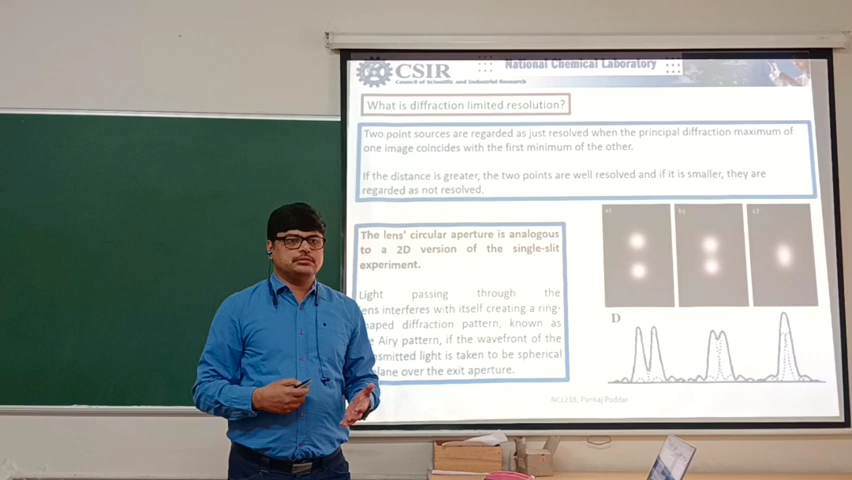 CSIR
Council of Scientific and Industrial Research
National Chemical Laboratory
What is diffraction limited resolution?
Two point sources are regarded as just resolved when the principal diffraction maximum of
one image coincides with the first minimum of the other.
If the distance is greater, the two points are well resolved and if it is smaller, they are
regarded as not resolved.
The lens' circular aperture is analogous
to a 2D version of the single-slit
experiment.
Light passing through the
lens interferes with itself creating a ring-
haped diffraction pattern, known as
e Airy pattern, if the wavefront of the
nsmitted light is taken to be spherical
plane over the exit aperture.
a)
b)
c)
D
NCL216, Pankaj Poddar